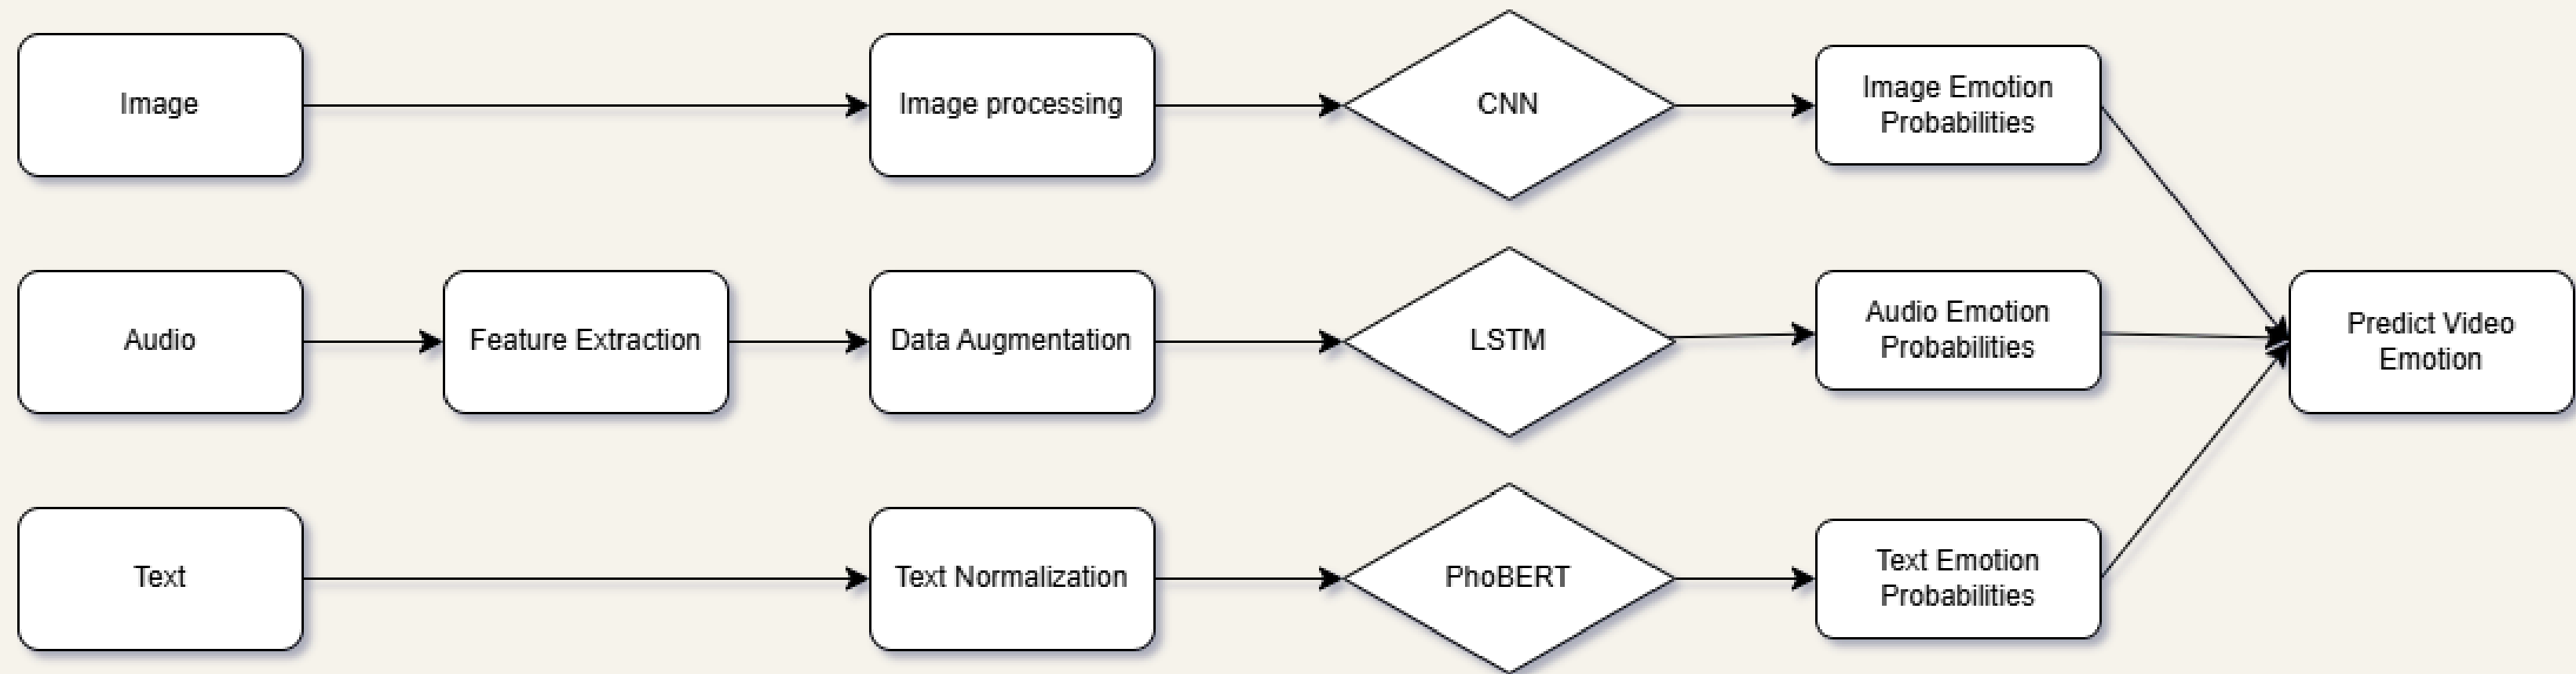 Image
Image processing
CNN
Image Emotion
Probabilities
Audio
Feature Extraction
Data Augmentation
LSTM
Audio Emotion
Probabilities
Predict Video
Emotion
Text
Text Normalization
PhoBERT
Text Emotion
Probabilities